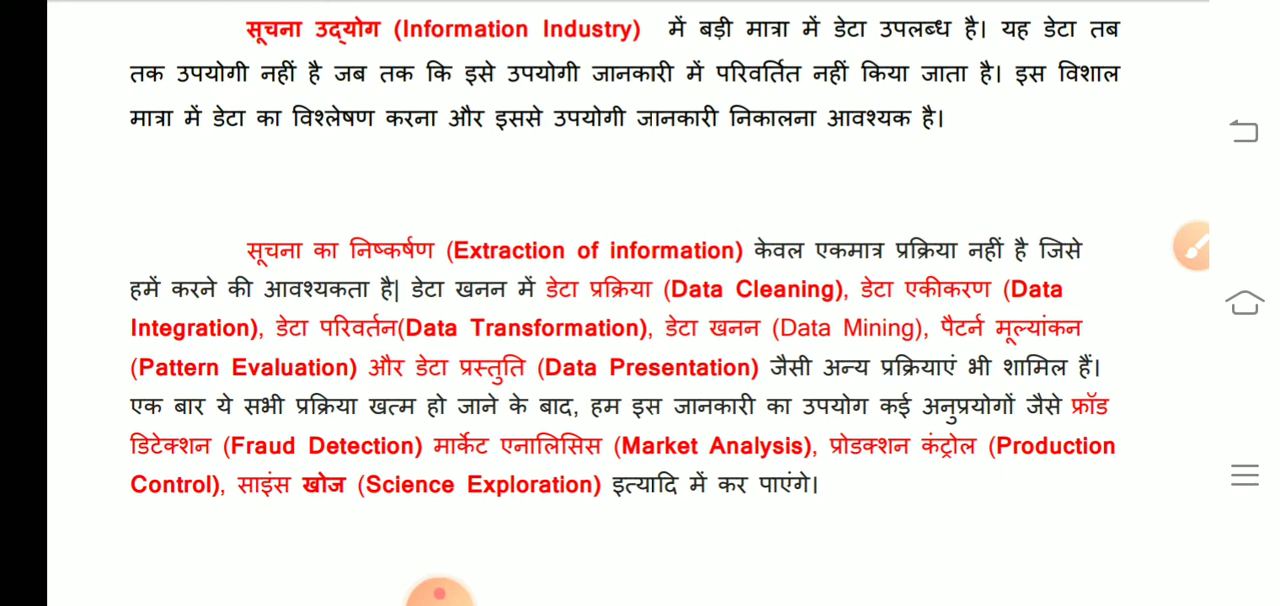 सूचना उद्योग (Information Industry) में बड़ी मात्रा में डेटा उपलब्ध है। यह डेटा तब
तक उपयोगी नहीं है जब तक कि इसे उपयोगी जानकारी में परिवर्तित नहीं किया जाता है। इस विशाल
मात्रा में डेटा का विश्लेषण करना और इससे उपयोगी जानकारी निकालना आवश्यक है।
सूचना का निष्कर्षण (Extraction of information) केवल एकमात्र प्रक्रिया नहीं है जिसे
हमें करने की आवश्यकता है| डेटा खनन में डेटा प्रक्रिया (Data Cleaning), डेटा एकीकरण (Data
Integration), डेटा परिवर्तन(Data Transformation), डेटा खनन (Data Mining), पैटर्न मूल्यांकन
(Pattern Evaluation) और डेटा प्रस्तुति (Data Presentation) जैसी अन्य प्रक्रियाएं भी शामिल हैं।
एक बार ये सभी प्रक्रिया खत्म हो जाने के बाद, हम इस जानकारी का उपयोग कई अनुप्रयोगों जैसे फ्रॉड
डिटेक्शन (Fraud Detection) मार्केट एनालिसिस (Market Analysis), प्रोडक्शन कंट्रोल (Production
Control), साइंस खोज (Science Exploration) इत्यादि में कर पाएंगे।